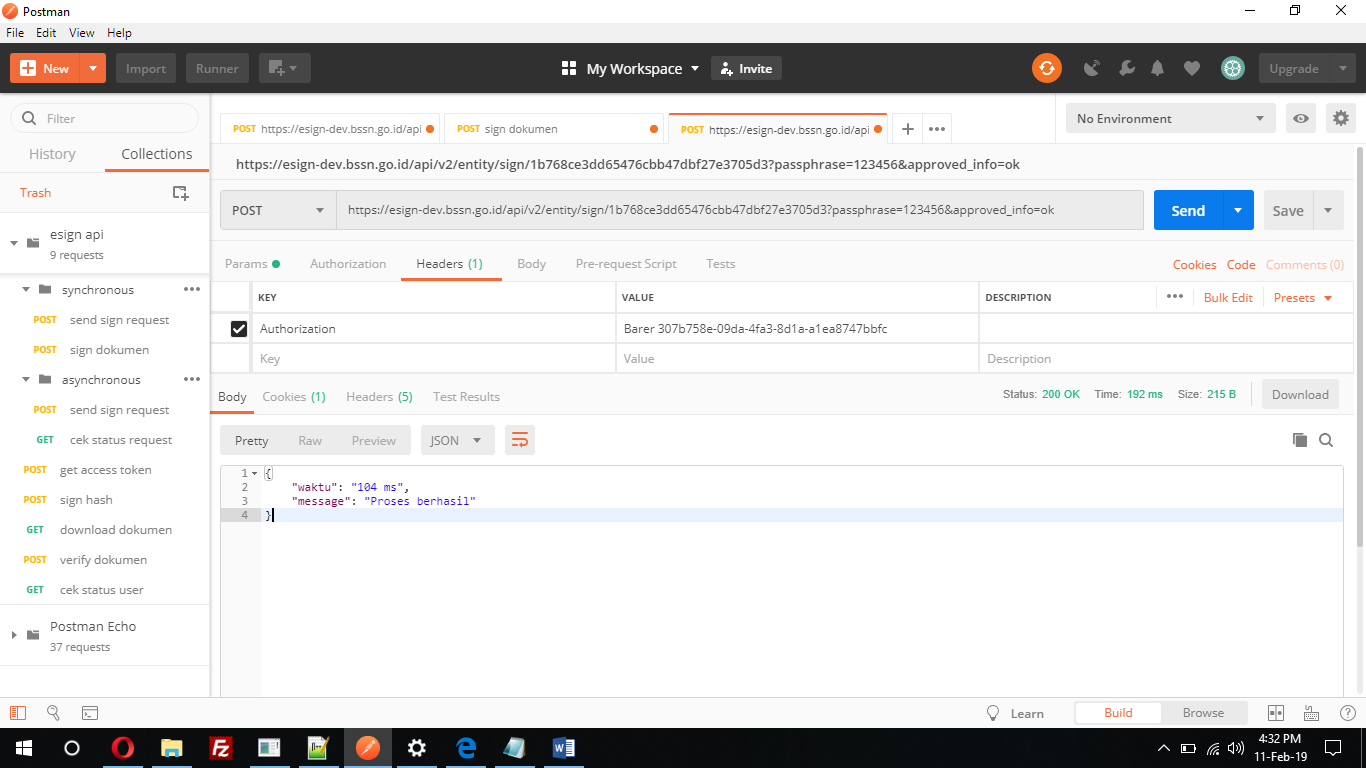 Postman
File Edit View Help
New Import Runner My Workspace Invite Upgrade
Filter
History Collections
Trash
esign api
9 requests
synchronous
POST send sign request
POST sign dokumen
asynchronous
POST send sign request
GET cek status request
POST get access token
POST sign hash
GET download dokumen
POST verify dokumen
GET cek status user
Postman Echo
37 requests
POST https://esign-dev.bssn.go.id/api POST sign dokumen POST https://esign-dev.bssn.go.id/api No Environment
https://esign-dev.bssn.go.id/api/v2/entity/sign/1b768ce3dd65476cbb47dbf27e3705d3?passphrase=123456&approved_info=ok
POST https://esign-dev.bssn.go.id/api/v2/entity/sign/1b768ce3dd65476cbb47dbf27e3705d3?passphrase=123456&approved_info=ok Send Save
Params Authorization Headers (1) Body Pre-request Script Tests Cookies Code Comments (0)
KEY VALUE DESCRIPTION Bulk Edit Presets
Authorization Barer 307b758e-09da-4fa3-8d1a-a1ea8747bbfc
Key Value Description
Body Cookies (1) Headers (5) Test Results Status: 200 OK Time: 192 ms Size: 215 B Download
Pretty Raw Preview JSON
1 {
2 "waktu": "104 ms",
3 "message": "Proses berhasil"
4 }
Learn Build Browse
4:32 PM
11-Feb-19